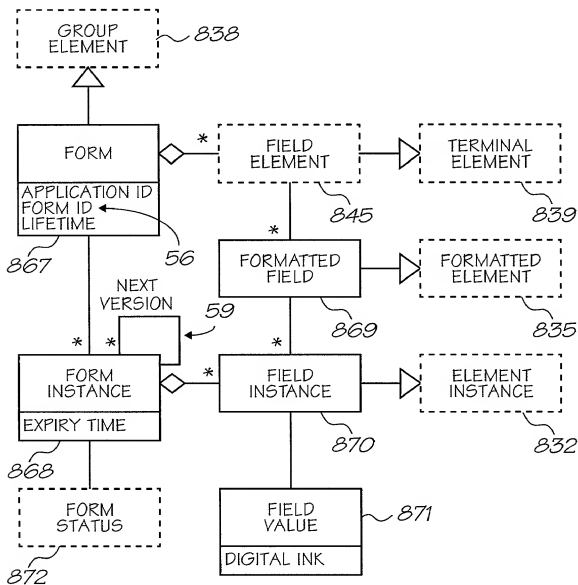 GROUP
ELEMENT
838
FORM
APPLICATION ID
FORM ID
LIFETIME
867
56
*
FIELD
ELEMENT
845
TERMINAL
ELEMENT
839
*
FORMATTED
FIELD
869
FORMATTED
ELEMENT
835
NEXT
VERSION
59
*
*
*
*
FORM
INSTANCE
EXPIRY TIME
868
FIELD
INSTANCE
870
ELEMENT
INSTANCE
832
FORM
STATUS
872
FIELD
VALUE
DIGITAL INK
871